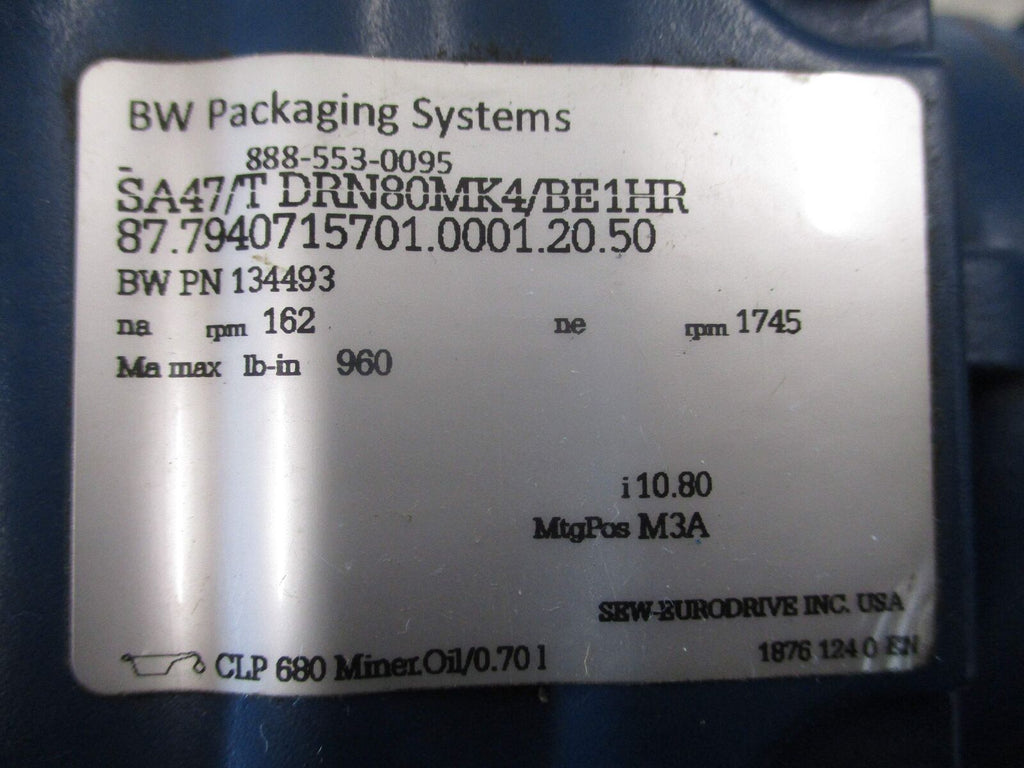 BW Packaging Systems
888-553-0095
SA47/T DRN80MK4/BE1HR
87.7940715701.0001.20.50
BW PN 134493
na rpm 162 ne rpm 1745
Ma max lb-in 960
i 10.80
MtgPos M3A
SEW-EURODRIVE INC. USA
1876 124 0 EN
CLP 680 Miner.Oil/0.70 l